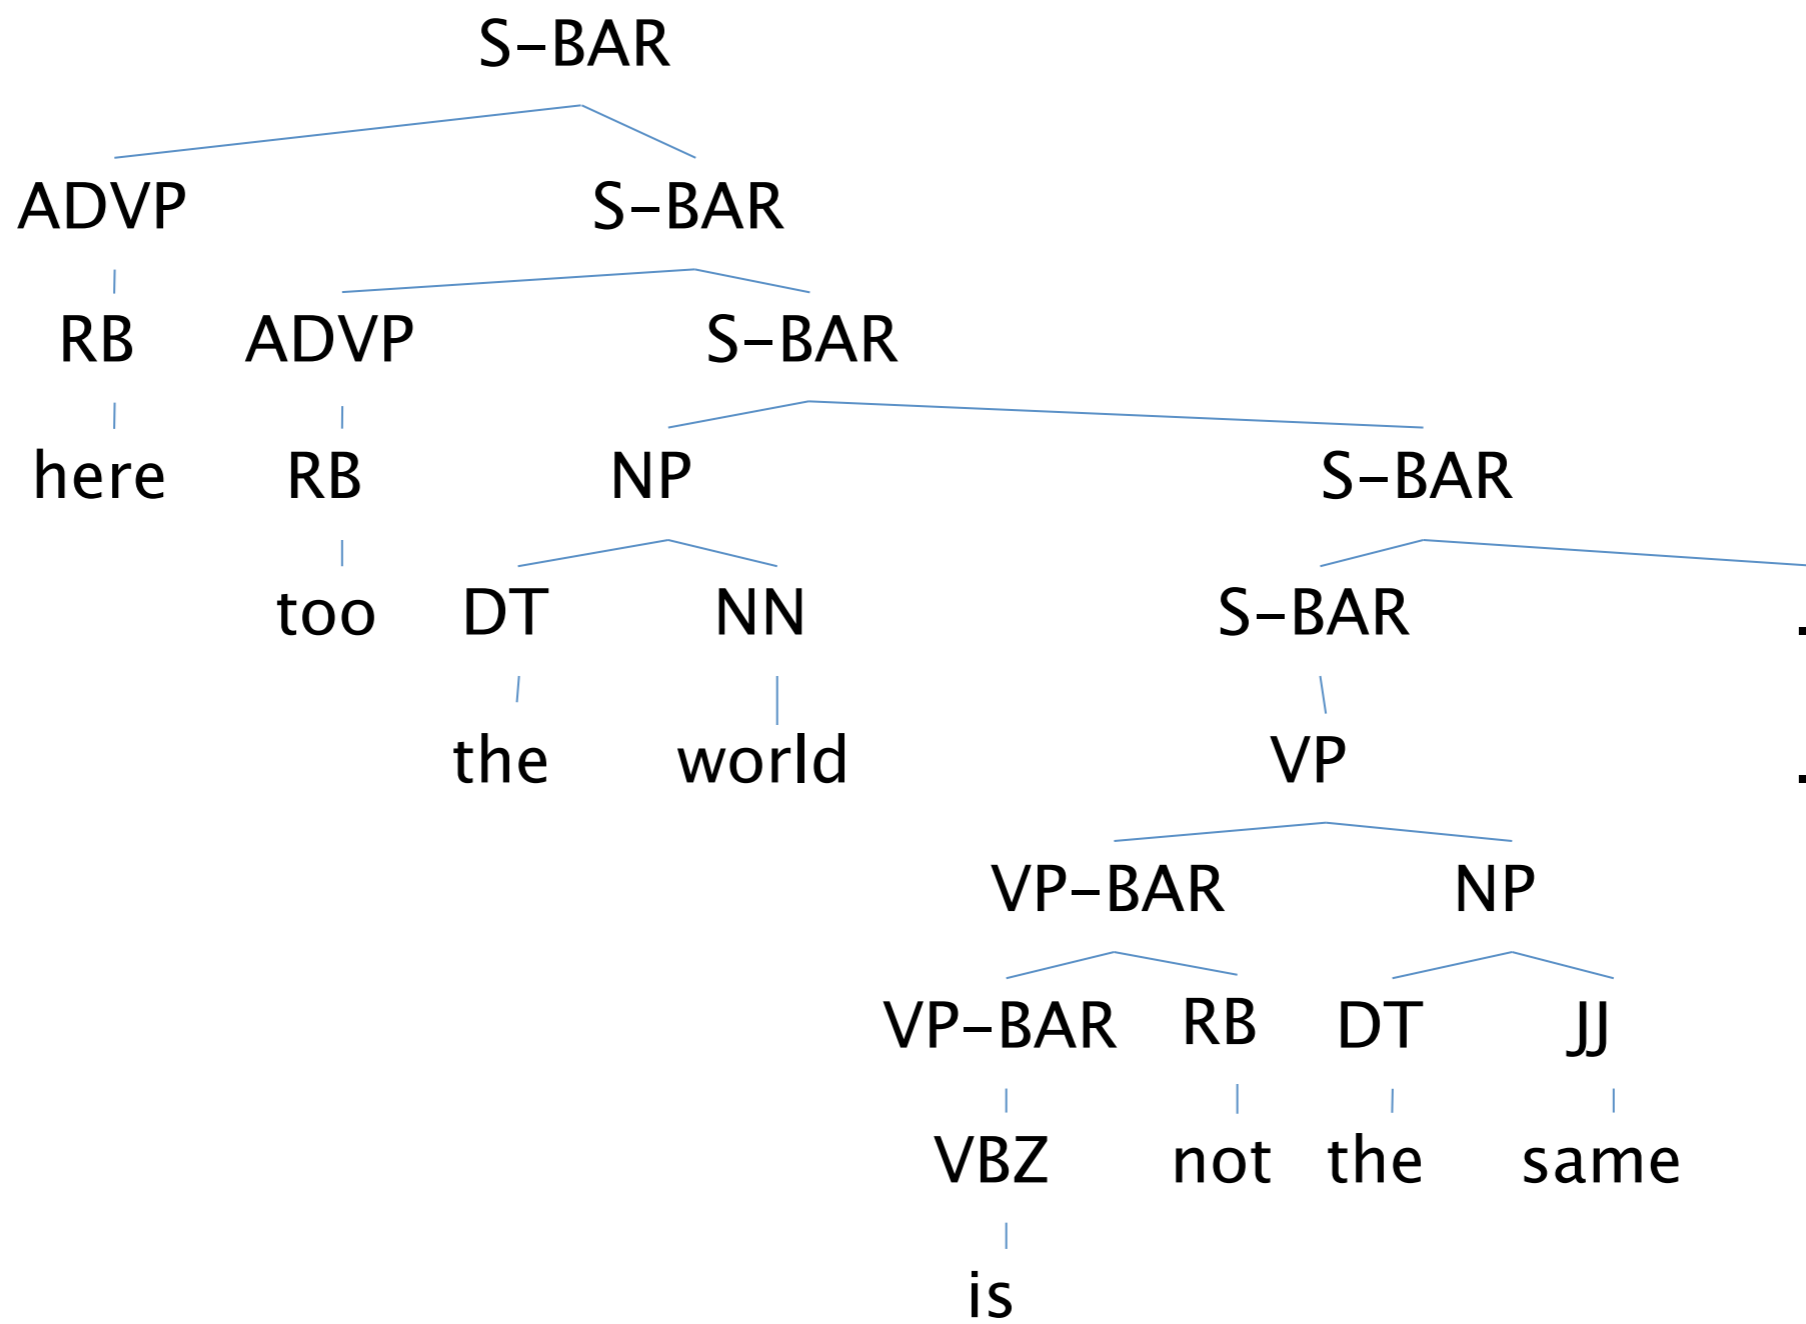 S-BAR
ADVP S-BAR
RB ADVP S-BAR
here RB NP S-BAR
too DT NN S-BAR .
the world VP .
VP-BAR NP
VP-BAR RB DT JJ
VBZ not the same
is